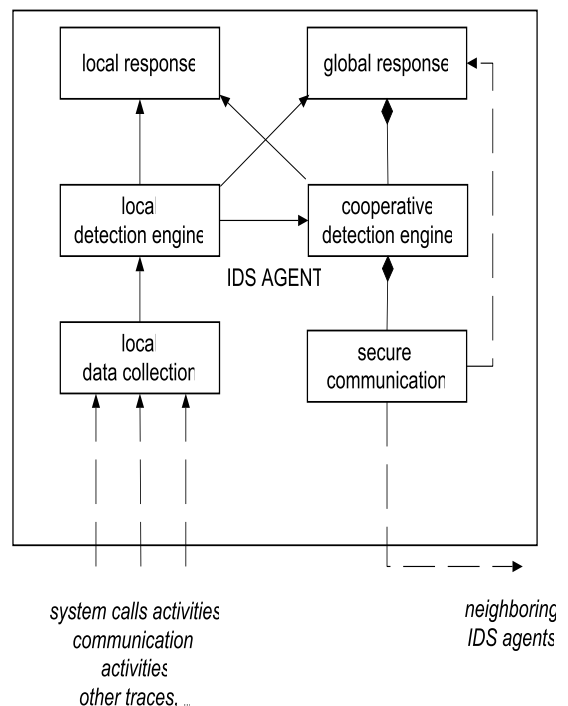 local response
global response
local
detection engine
cooperative
detection engine
IDS AGENT
local
data collection
secure
communication
system calls activities
communication
activities
other traces, ...
neighboring
IDS agents